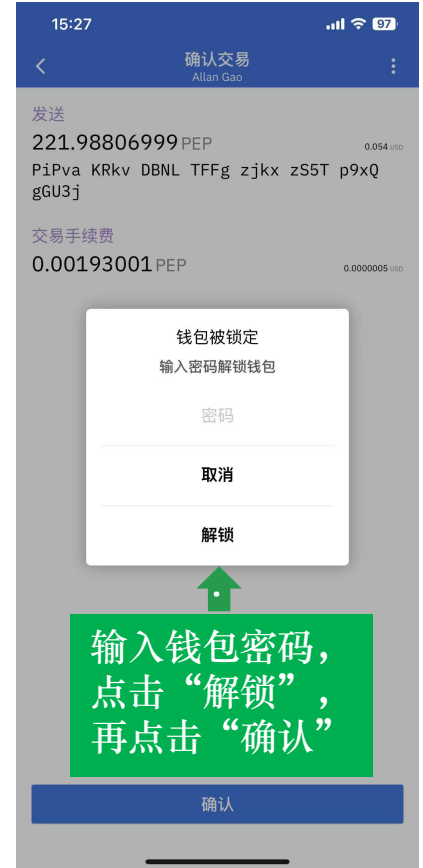 15:27
97
确认交易
Allan Gao
发送
221.98806999 PEP
0.054 USD
PiPva KRkv DBNL TFFg zjkx zS5T p9xQ
gGU3j
交易手续费
0.00193001 PEP
0.0000005 USD
钱包被锁定
输入密码解锁钱包
密码
取消
解锁
输入钱包密码，
点击“解锁”，
再点击“确认”
确认